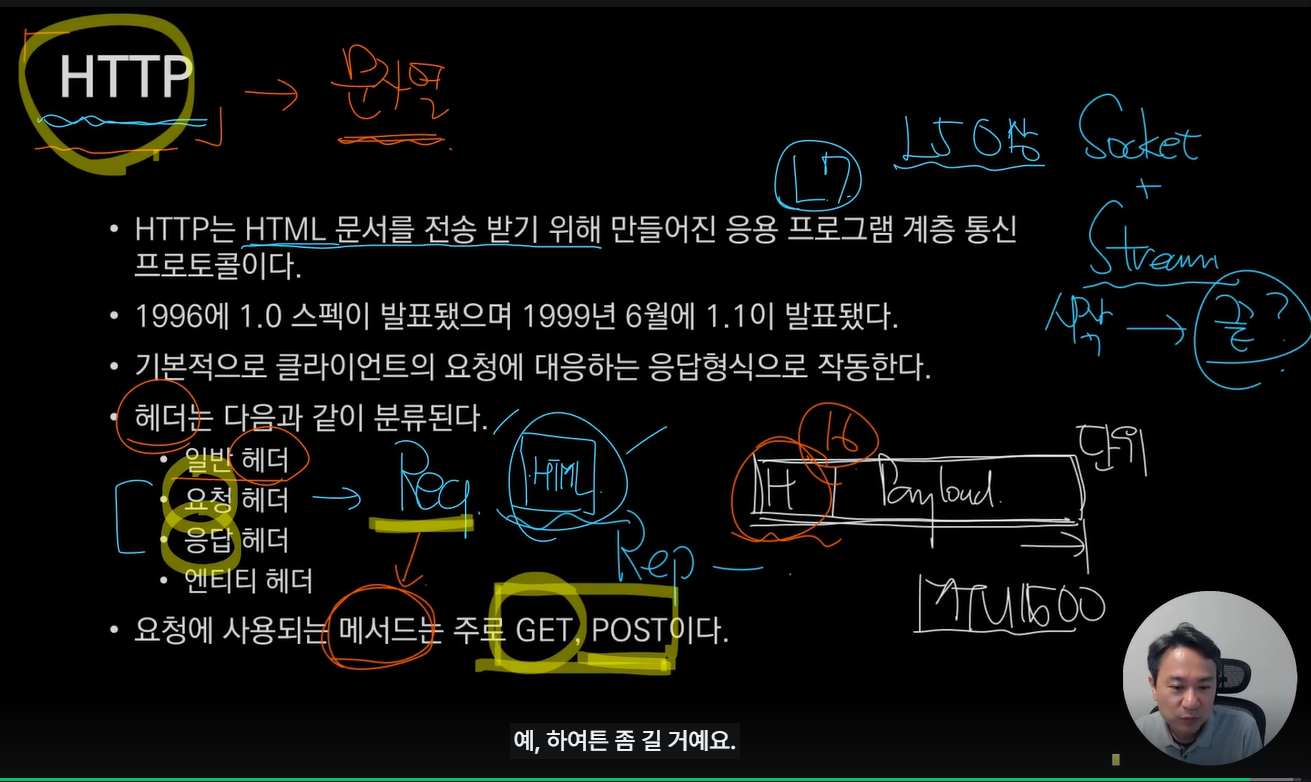 HTTP → 문자열
L5 이상 Socket
+
Stream
시작 → 끝?
L7
• HTTP는 HTML 문서를 전송 받기 위해 만들어진 응용 프로그램 계층 통신
프로토콜이다.
• 1996에 1.0 스펙이 발표됐으며 1999년 6월에 1.1이 발표됐다.
• 기본적으로 클라이언트의 요청에 대응하는 응답형식으로 작동한다.
• 헤더는 다음과 같이 분류된다.
• 일반 헤더
• 요청 헤더 → Req
• 응답 헤더
• 엔티티 헤더
HTML
Rep
16
단위
H Payload
MTU 1500
• 요청에 사용되는 메서드는 주로 GET, POST이다.
예, 하여튼 좀 길 거예요.